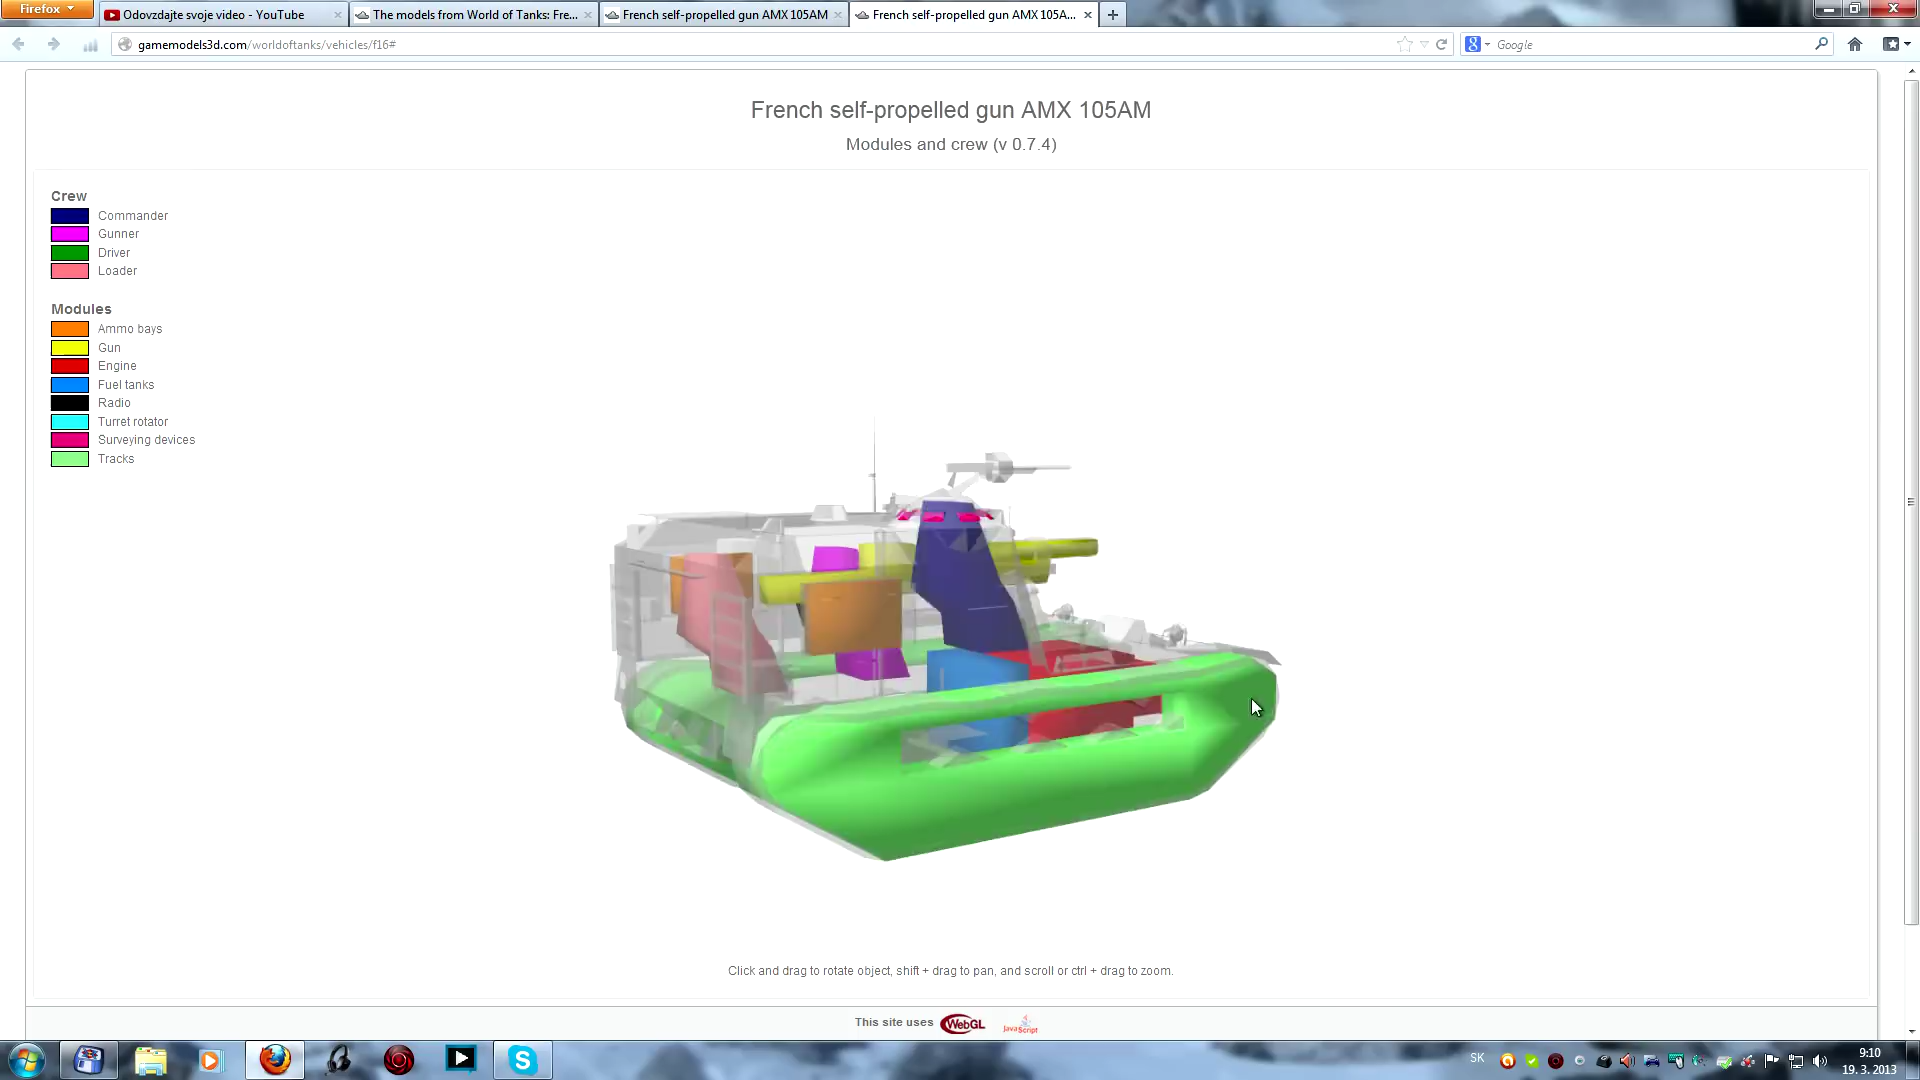 Firefox
Odovzdajte svoje video - YouTube
The models from World of Tanks: Fre...
French self-propelled gun AMX 105AM
French self-propelled gun AMX 105A...
gamemodels3d.com/worldoftanks/vehicles/f16#
Google
French self-propelled gun AMX 105AM
Modules and crew (v 0.7.4)
Crew
Commander
Gunner
Driver
Loader
Modules
Ammo bays
Gun
Engine
Fuel tanks
Radio
Turret rotator
Surveying devices
Tracks
Click and drag to rotate object, shift + drag to pan, and scroll or ctrl + drag to zoom.
This site uses WebGL JavaScript
SK
9:10
19. 3. 2013